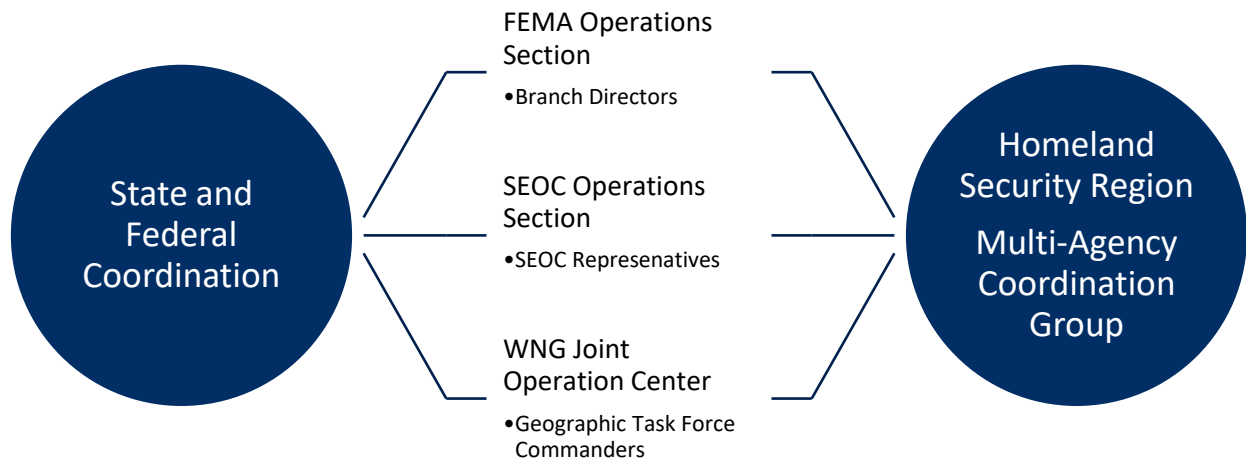 State and
Federal
Coordination
FEMA Operations
Section
•Branch Directors
SEOC Operations
Section
•SEOC Represenatives
WNG Joint
Operation Center
•Geographic Task Force
Commanders
Homeland
Security Region
Multi-Agency
Coordination
Group